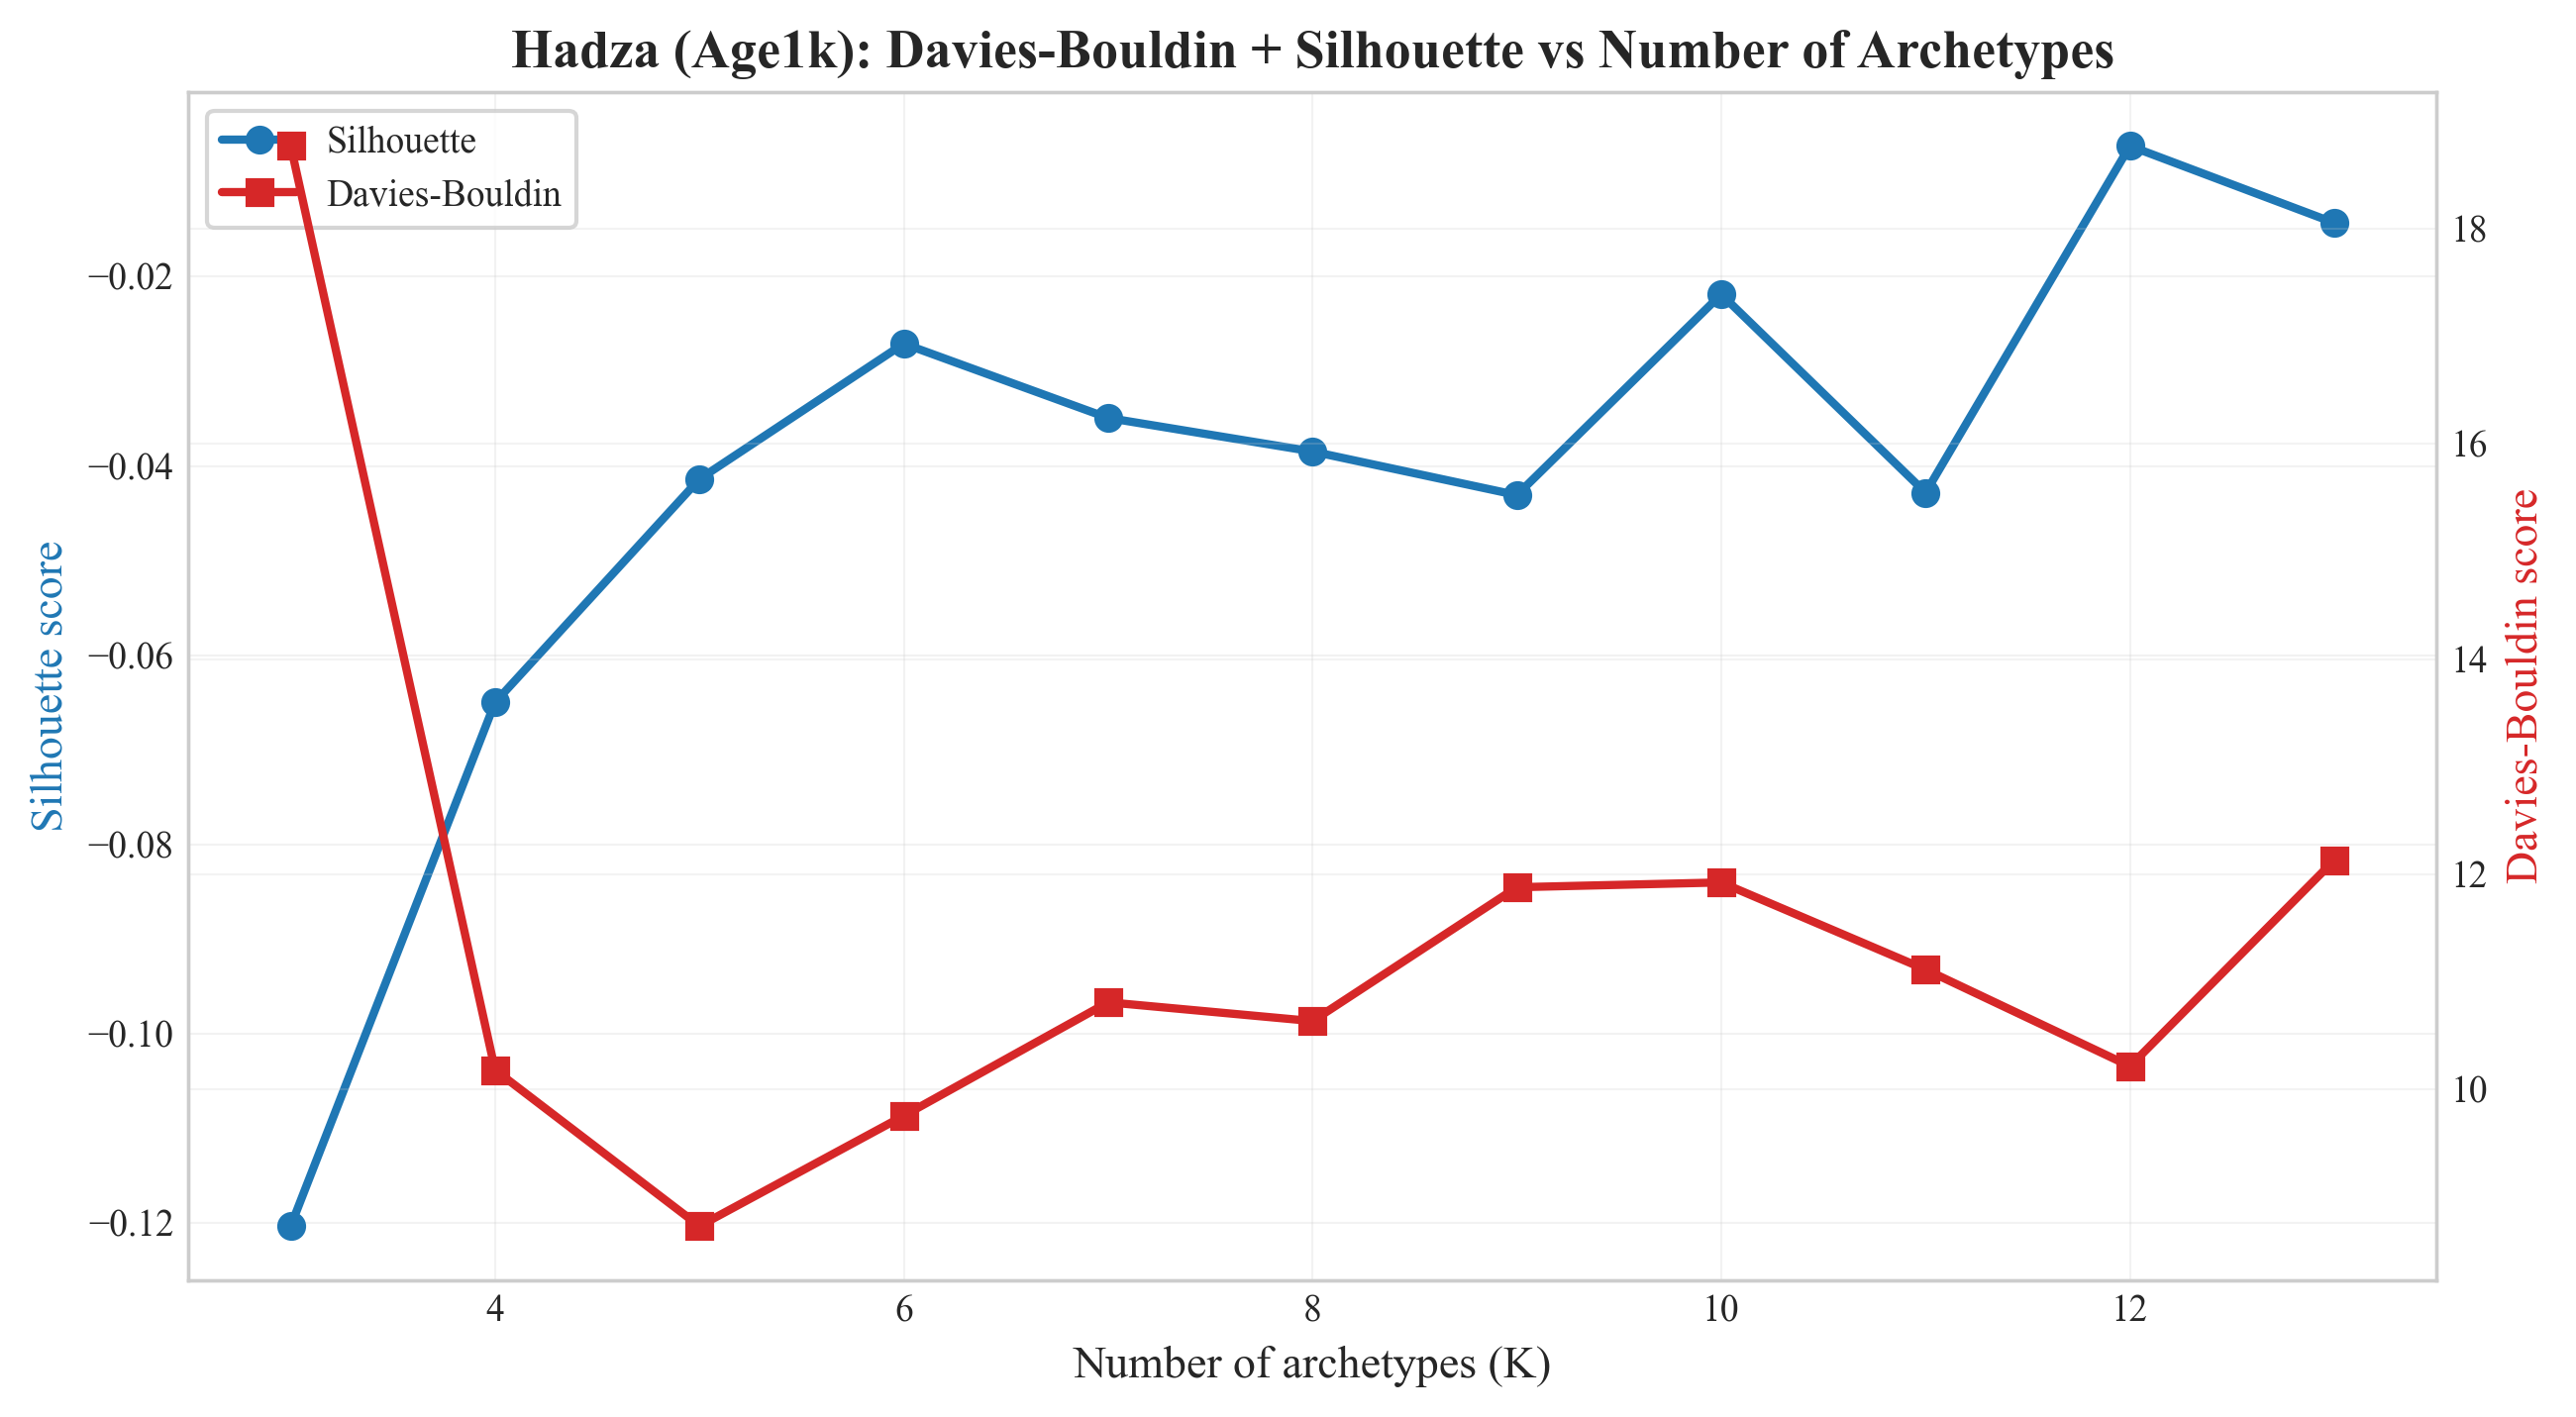 Hadza (Age1k): Davies-Bouldin + Silhouette vs Number of Archetypes
Silhouette
Davies-Bouldin
Silhouette score
−0.02
−0.04
−0.06
−0.08
−0.10
−0.12
18
16
14
12
10
Davies-Bouldin score
4 6 8 10 12
Number of archetypes (K)